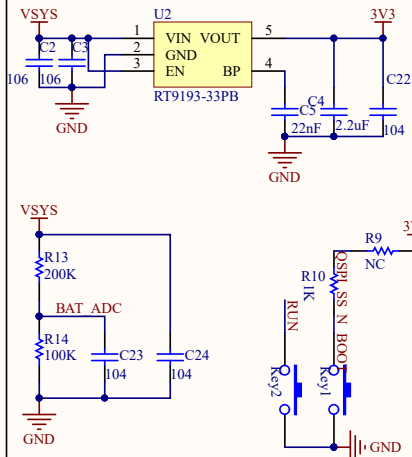 VSYS
U2
3V3
C2
C3
1
VIN
VOUT
5
2
GND
3
EN
BP
4
106
106
RT9193-33PB
GND
C4
C5
C22
22nF
2.2uF
104
GND
VSYS
R13
200K
BAT_ADC
R14
100K
C23
104
C24
104
GND
R9
NC
R10
1K
QSPI_SS_N_BOOT
RUN
Key2
Key1
GND